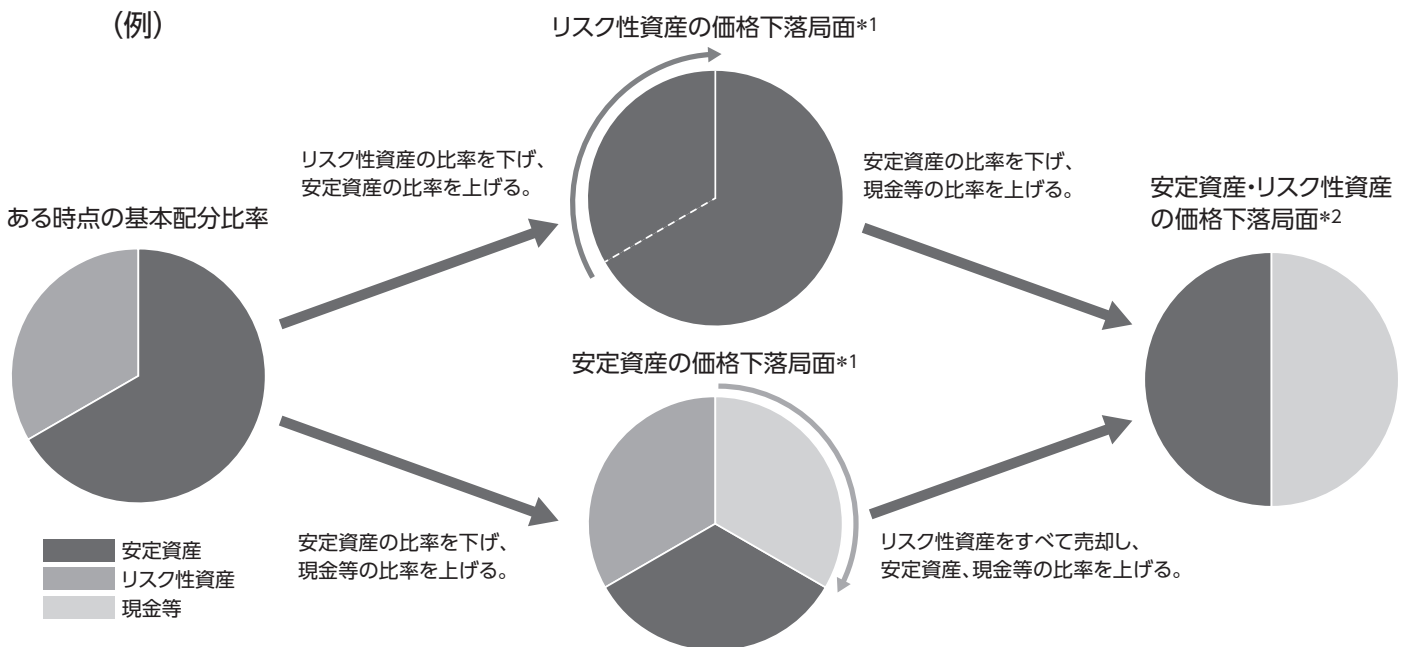 (例)
リスク性資産の価格下落局面*1
リスク性資産の比率を下げ、
安定資産の比率を上げる。
安定資産の比率を下げ、
現金等の比率を上げる。
安定資産・リスク性資産
の価格下落局面*2
ある時点の基本配分比率
安定資産の価格下落局面*1
安定資産の比率を下げ、
現金等の比率を上げる。
リスク性資産をすべて売却し、
安定資産、現金等の比率を上げる。
安定資産
リスク性資産
現金等